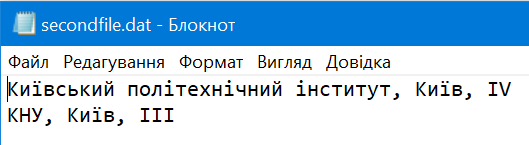 secondfile.dat - Блокнот
Файл Редагування Формат Вигляд Довідка
Київський політехнічний інститут, Київ, IV
КНУ, Київ, III